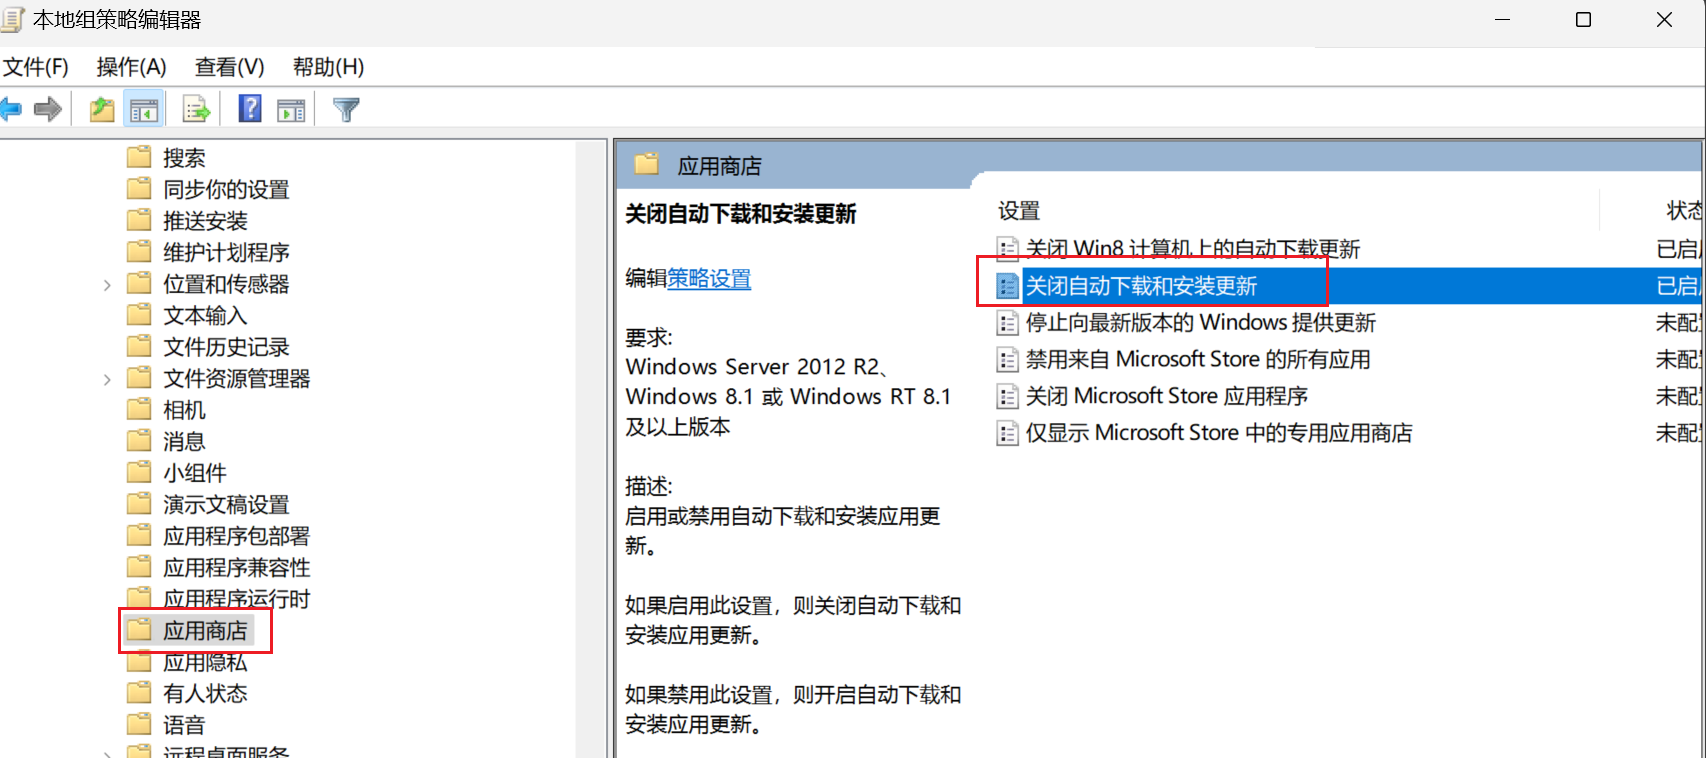 本地组策略编辑器
文件(F) 操作(A) 查看(V) 帮助(H)
搜索
同步你的设置
推送安装
维护计划程序
位置和传感器
文本输入
文件历史记录
文件资源管理器
相机
消息
小组件
演示文稿设置
应用程序包部署
应用程序兼容性
应用程序运行时
应用商店
应用隐私
有人状态
语音
远程桌面服务
应用商店
关闭自动下载和安装更新
编辑策略设置
要求:
Windows Server 2012 R2、
Windows 8.1 或 Windows RT 8.1
及以上版本
描述:
启用或禁用自动下载和安装应用更
新。
如果启用此设置，则关闭自动下载和
安装应用更新。
如果禁用此设置，则开启自动下载和
安装应用更新。
设置 状态
关闭 Win8 计算机上的自动下载更新 已启
关闭自动下载和安装更新 已启
停止向最新版本的 Windows 提供更新 未配
禁用来自 Microsoft Store 的所有应用 未配
关闭 Microsoft Store 应用程序 未配
仅显示 Microsoft Store 中的专用应用商店 未配